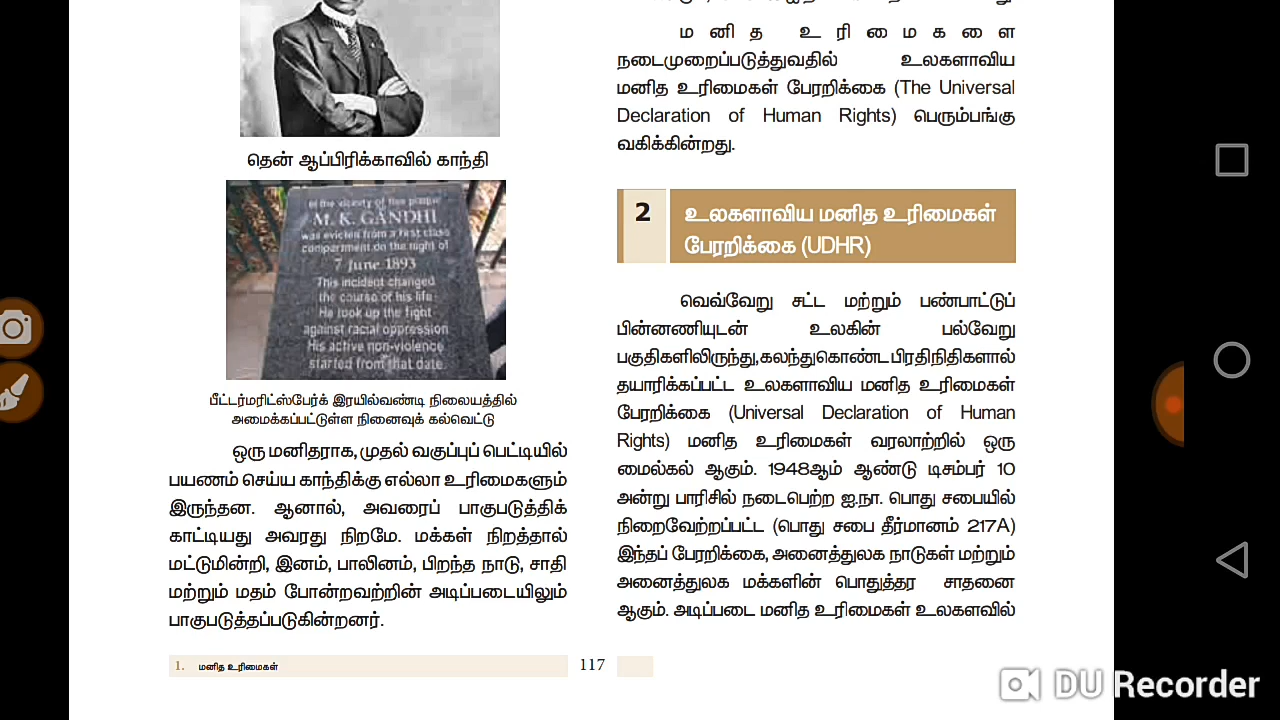 தென் ஆப்பிரிக்காவில் காந்தி
In the vicinity of this plaque
M. K. GANDHI
was evicted from a first class
compartment on the night of
7 June 1893
This incident changed
the course of his life
He took up the fight
against racial oppression
His active non-violence
started from that date.
பீட்டர்மரிட்ஸ்பேர்க் இரயில்வண்டி நிலையத்தில்
அமைக்கப்பட்டுள்ள நினைவுக் கல்வெட்டு
ஒரு மனிதராக, முதல் வகுப்புப் பெட்டியில்
பயணம் செய்ய காந்திக்கு எல்லா உரிமைகளும்
இருந்தன. ஆனால், அவரைப் பாகுபடுத்திக்
காட்டியது அவரது நிறமே. மக்கள் நிறத்தால்
மட்டுமின்றி, இனம், பாலினம், பிறந்த நாடு, சாதி
மற்றும் மதம் போன்றவற்றின் அடிப்படையிலும்
பாகுபடுத்தப்படுகின்றனர்.
மனித உரிமைகளை
நடைமுறைப்படுத்துவதில் உலகளாவிய
மனித உரிமைகள் பேரறிக்கை (The Universal
Declaration of Human Rights) பெரும்பங்கு
வகிக்கின்றது.
2 உலகளாவிய மனித உரிமைகள்
பேரறிக்கை (UDHR)
வெவ்வேறு சட்ட மற்றும் பண்பாட்டுப்
பின்னணியுடன் உலகின் பல்வேறு
பகுதிகளிலிருந்து,கலந்துகொண்ட பிரதிநிதிகளால்
தயாரிக்கப்பட்ட உலகளாவிய மனித உரிமைகள்
பேரறிக்கை (Universal Declaration of Human
Rights) மனித உரிமைகள் வரலாற்றில் ஒரு
மைல்கல் ஆகும். 1948ஆம் ஆண்டு டிசம்பர் 10
அன்று பாரிசில் நடைபெற்ற ஐ.நா. பொது சபையில்
நிறைவேற்றப்பட்ட (பொது சபை தீர்மானம் 217A)
இந்தப் பேரறிக்கை, அனைத்துலக நாடுகள் மற்றும்
அனைத்துலக மக்களின் பொதுத்தர சாதனை
ஆகும். அடிப்படை மனித உரிமைகள் உலகளவில்
1. மனித உரிமைகள்
117
DU Recorder